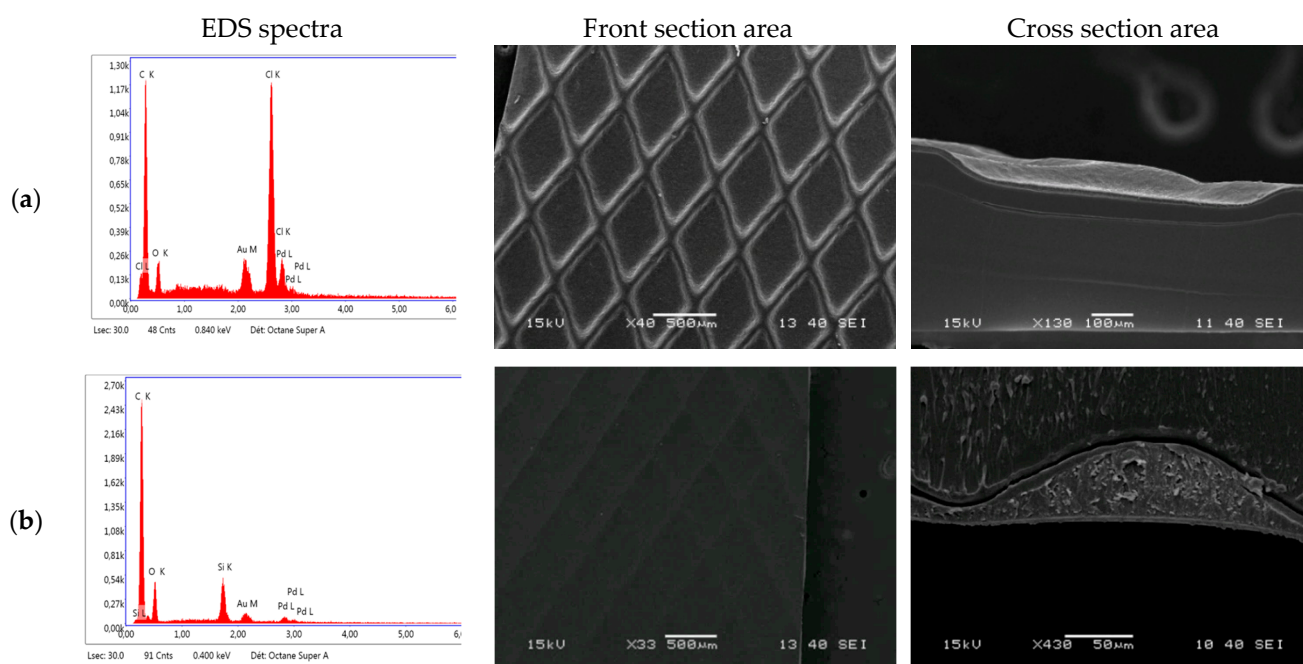 EDS spectra
Front section area
Cross section area
(a)
1,30k
1,17k
1,04k
0,91k
0,78k
0,65k
0,52k
0,39k
0,26k
0,13k
0,00k
C K
Cl K
O K
Cl L
Au M
Cl K
Pd L
Pd L
Pd L
0,00
1,00
2,00
3,00
4,00
5,00
6,0
Lsec: 30.0 48 Cnts 0.840 keV Dét: Octane Super A
15kV X40 500µm 13 40 SEI
15kV X130 100µm 11 40 SEI
(b)
2,70k
2,43k
2,16k
1,89k
1,62k
1,35k
1,08k
0,81k
0,54k
0,27k
0,00k
C K
O K
Si K
Si L
Au M
Pd L
Pd L
Pd L
0,00
1,00
2,00
3,00
4,00
5,00
6,0
Lsec: 30.0 91 Cnts 0.400 keV Dét: Octane Super A
15kV X33 500µm 13 40 SEI
15kV X430 50µm 10 40 SEI